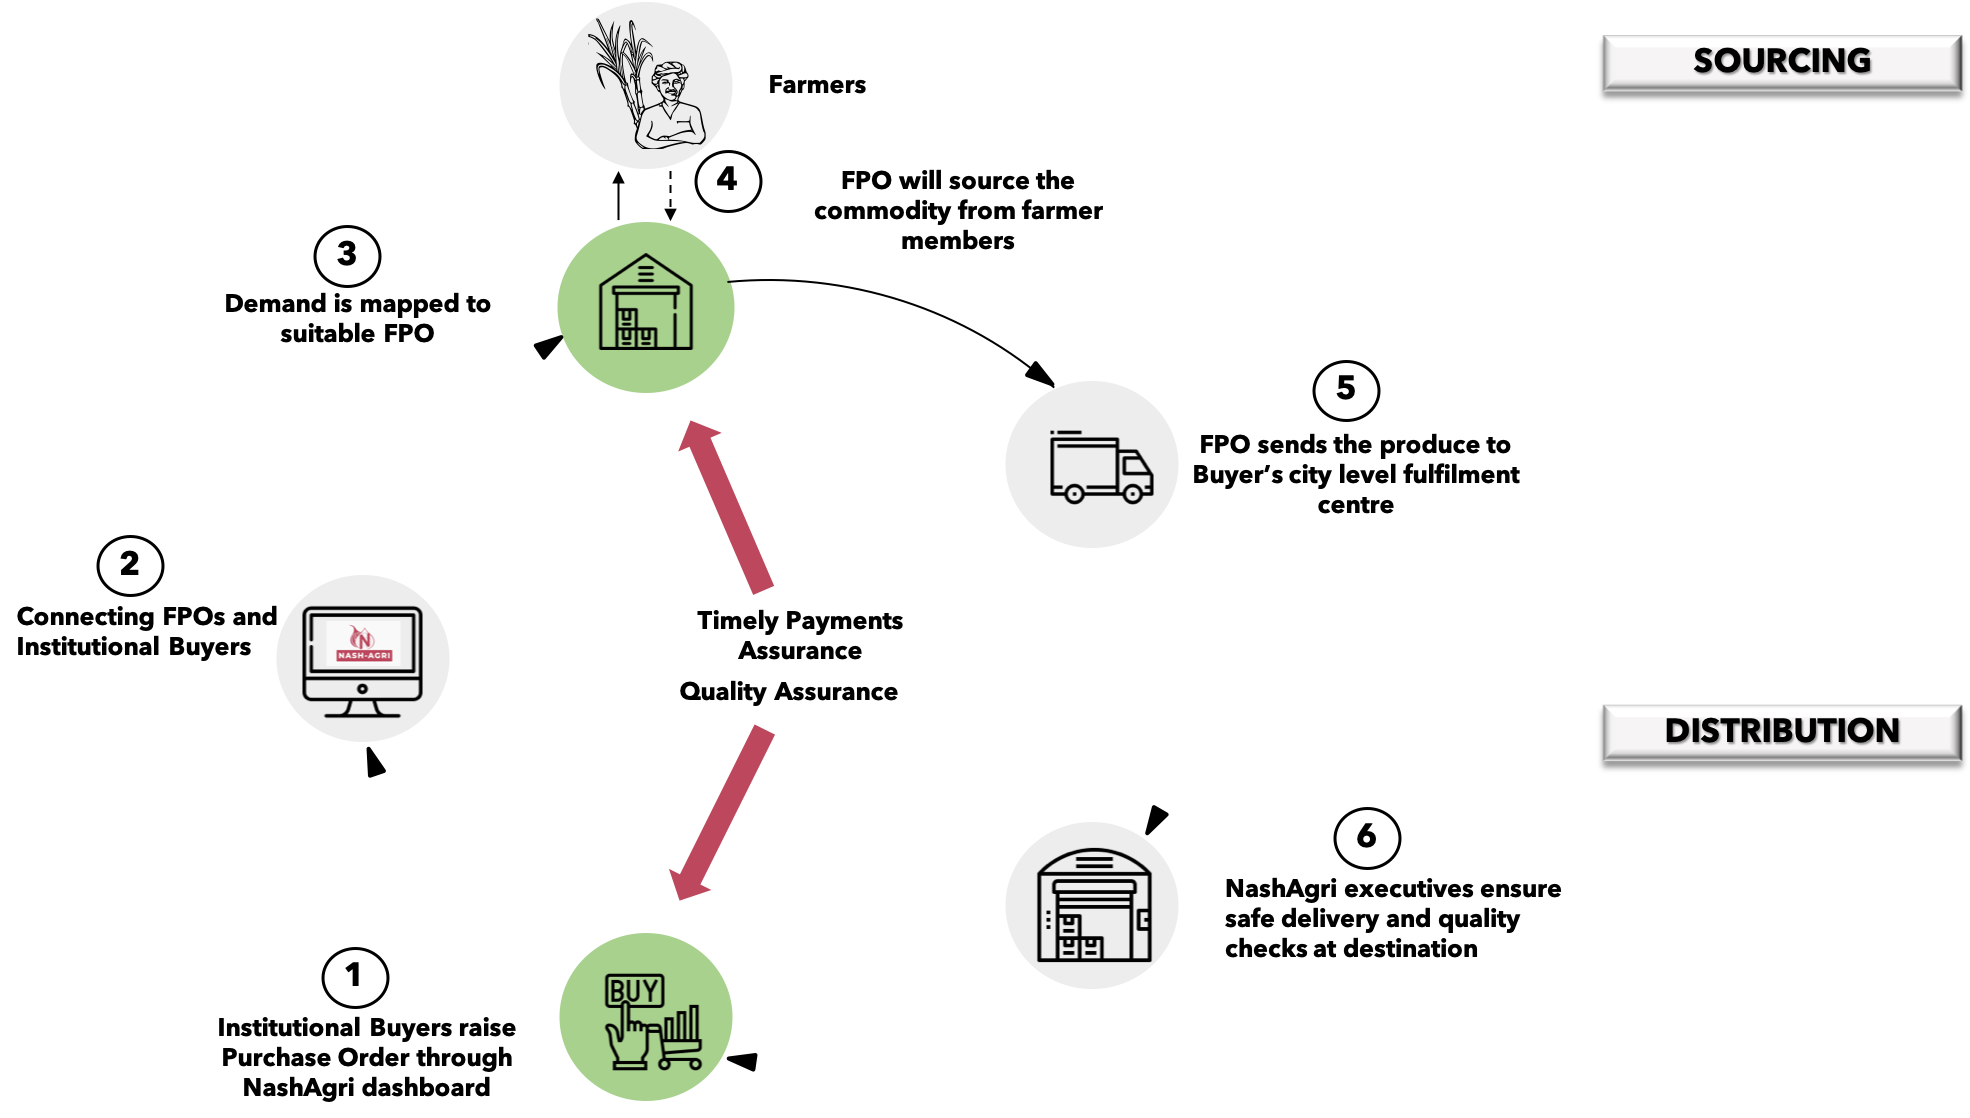 SOURCING
Farmers
4
FPO will source the
commodity from farmer
members
3
Demand is mapped to
suitable FPO
5
FPO sends the produce to
Buyer’s city level fulfilment
centre
2
Connecting FPOs and
Institutional Buyers
N
NASH-AGRI
Timely Payments
Assurance
Quality Assurance
DISTRIBUTION
6
NashAgri executives ensure
safe delivery and quality
checks at destination
1
Institutional Buyers raise
Purchase Order through
NashAgri dashboard
BUY